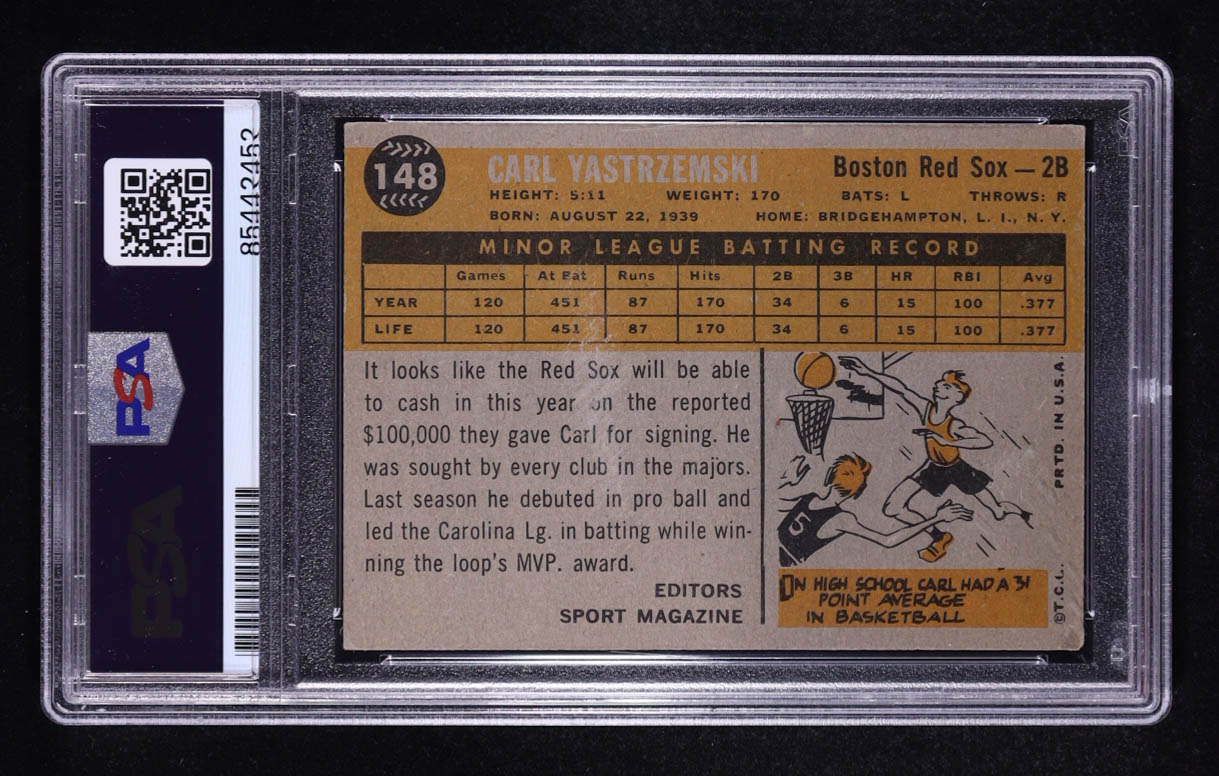 85442452
PSA
PSA
148
CARL YASTRZEMSKI
Boston Red Sox — 2B
HEIGHT: 5:11 WEIGHT: 170 BATS: L THROWS: R
BORN: AUGUST 22, 1939 HOME: BRIDGEHAMPTON, L. I., N. Y.
MINOR LEAGUE BATTING RECORD
Games At Bat Runs Hits 2B 3B HR RBI Avg
YEAR 120 451 87 170 34 6 15 100 .377
LIFE 120 451 87 170 34 6 15 100 .377
It looks like the Red Sox will be able
to cash in this year on the reported
$100,000 they gave Carl for signing. He
was sought by every club in the majors.
Last season he debuted in pro ball and
led the Carolina Lg. in batting while win-
ning the loop's MVP. award.
EDITORS
SPORT MAGAZINE
5
IN HIGH SCHOOL CARL HAD A 31
POINT AVERAGE
IN BASKETBALL
©T.C.L. PRTD. IN U.S.A.